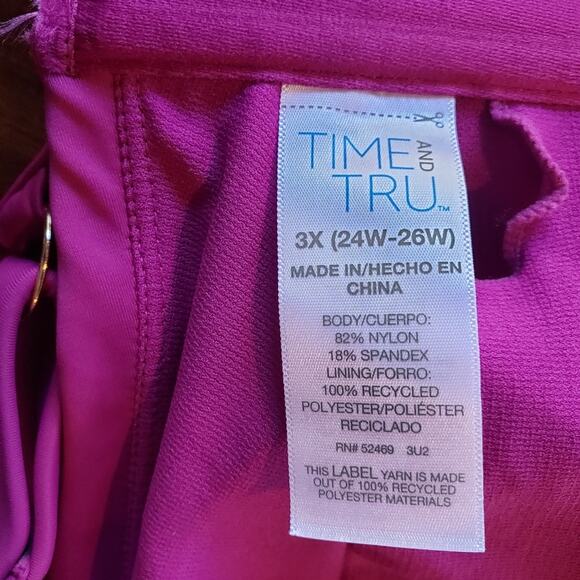 TIME AND
TRU™
3X (24W-26W)
MADE IN/HECHO EN
CHINA
BODY/CUERPO:
82% NYLON
18% SPANDEX
LINING/FORRO:
100% RECYCLED
POLYESTER/POLIÉSTER
RECICLADO
RN# 52469 3U2
THIS LABEL YARN IS MADE
OUT OF 100% RECYCLED
POLYESTER MATERIALS